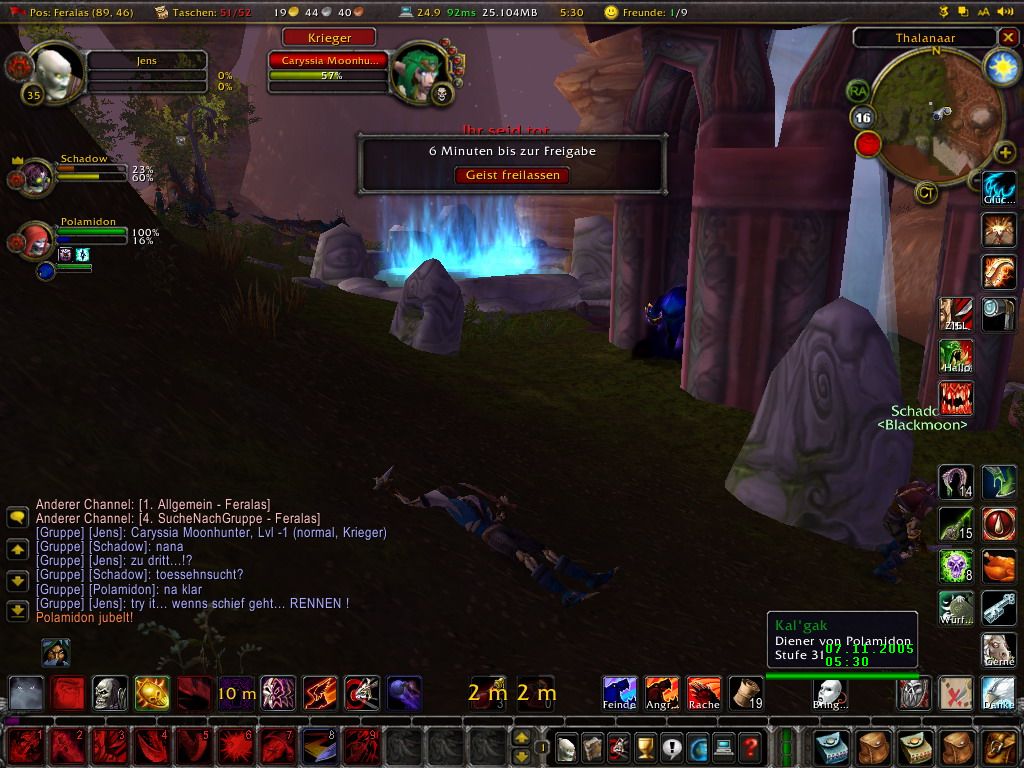 Pos: Feralas (89, 46) Taschen: 51/52 19 44 40 24.9 92ms 25.104MB 5:30 Freunde: 1/9
Krieger
Thalanaar
Jens
Caryssia Moonhu...
57%
0%
0%
35
N
RA
16
CT
Ihr seid tot
6 Minuten bis zur Freigabe
Geist freilassen
Schadow
23%
60%
Polamidon
100%
16%
ZIEL
Hallo
Schado
<Blackmoon>
14
15
8
Würf...
Gerne
Anderer Channel: [1. Allgemein - Feralas]
Anderer Channel: [4. SucheNachGruppe - Feralas]
[Gruppe] [Jens]: Caryssia Moonhunter, Lvl -1 (normal, Krieger)
[Gruppe] [Schadow]: nana
[Gruppe] [Jens]: zu dritt...!?
[Gruppe] [Schadow]: toessehnsucht?
[Gruppe] [Polamidon]: na klar
[Gruppe] [Jens]: try it... wenns schief geht... RENNEN !
Polamidon jubelt!
Kal'gak
Diener von Polamidon
Stufe 31
07.11.2005
05:30
10 m
2 m
2 m
Feinde
Angr...
Rache
19
Bring...
Danke
1 2 3 4 5 6 7 8 9
1